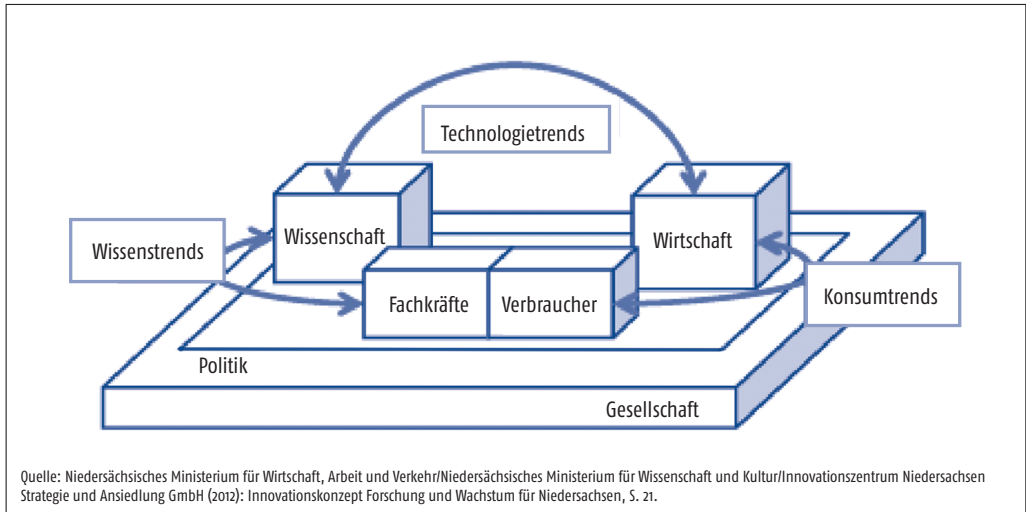 Technologietrends
Wissenschaft
Wirtschaft
Wissenstrends
Fachkräfte
Verbraucher
Konsumtrends
Politik
Gesellschaft
Quelle: Niedersächsisches Ministerium für Wirtschaft, Arbeit und Verkehr/Niedersächsisches Ministerium für Wissenschaft und Kultur/Innovationszentrum Niedersachsen
Strategie und Ansiedlung GmbH (2012): Innovationskonzept Forschung und Wachstum für Niedersachsen, S. 21.